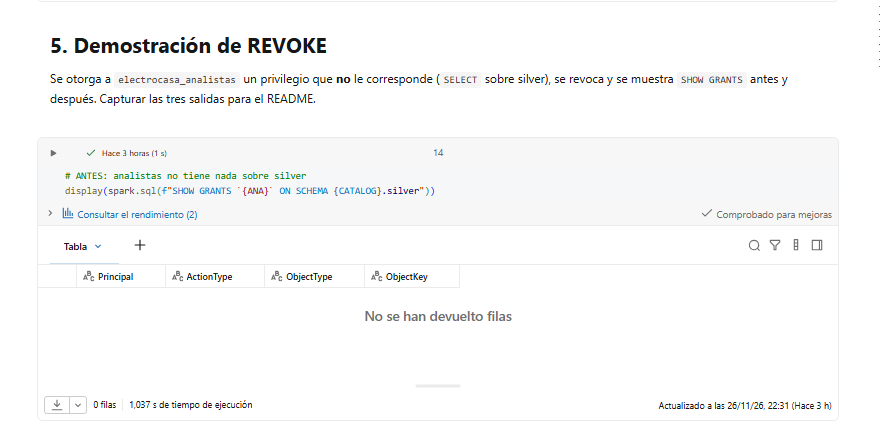 5. Demostración de REVOKE
Se otorga a electrocasa_analistas un privilegio que no le corresponde ( SELECT sobre silver), se revoca y se muestra SHOW GRANTS antes y
después. Capturar las tres salidas para el README.
Hace 3 horas (1 s)
14
# ANTES: analistas no tiene nada sobre silver
display(spark.sql(f"SHOW GRANTS `{ANA}` ON SCHEMA {CATALOG}.silver"))
Consultar el rendimiento (2)
Comprobado para mejoras
Tabla
Principal ActionType ObjectType ObjectKey
No se han devuelto filas
0 filas 1,037 s de tiempo de ejecución
Actualizado a las 26/11/26, 22:31 (Hace 3 h)